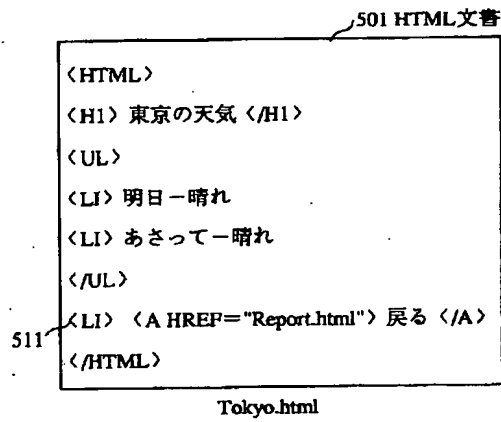 501 HTML文書
〈HTML〉
〈H1〉東京の天気〈/H1〉
〈UL〉
〈LI〉明日－晴れ
〈LI〉あさって－晴れ
〈/UL〉
511 〈LI〉〈A HREF＝"Report.html"〉戻る〈/A〉
〈/HTML〉
Tokyo.html